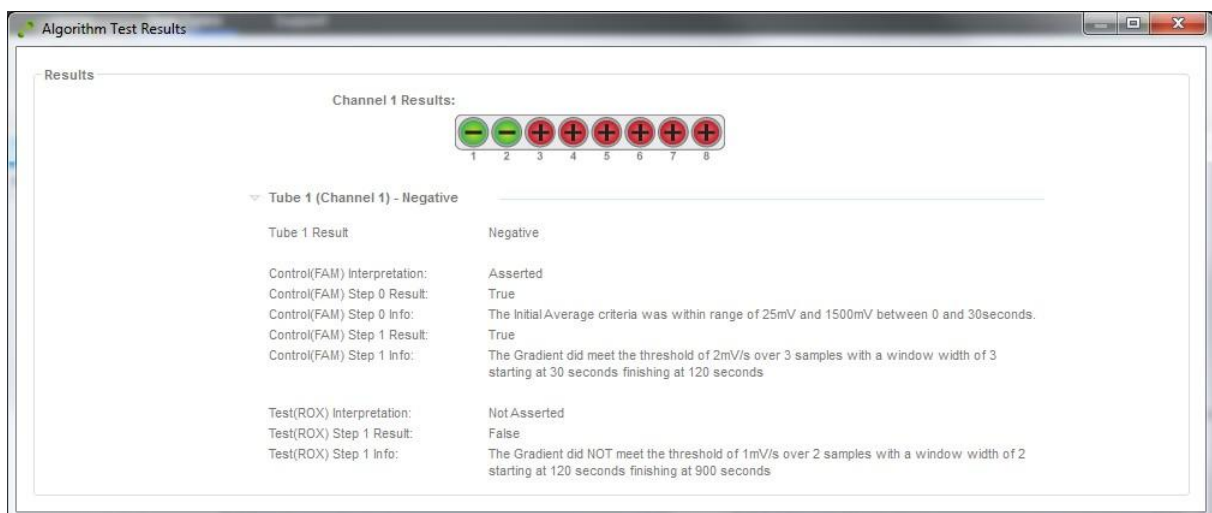 Support
Algorithm Test Results
Results
Channel 1 Results:
1 2 3 4 5 6 7 8
Tube 1 (Channel 1) - Negative
Tube 1 Result Negative
Control(FAM) Interpretation: Asserted
Control(FAM) Step 0 Result: True
Control(FAM) Step 0 Info: The Initial Average criteria was within range of 25mV and 1500mV between 0 and 30seconds.
Control(FAM) Step 1 Result: True
Control(FAM) Step 1 Info: The Gradient did meet the threshold of 2mV/s over 3 samples with a window width of 3
starting at 30 seconds finishing at 120 seconds
Test(ROX) Interpretation: Not Asserted
Test(ROX) Step 1 Result: False
Test(ROX) Step 1 Info: The Gradient did NOT meet the threshold of 1mV/s over 2 samples with a window width of 2
starting at 120 seconds finishing at 900 seconds